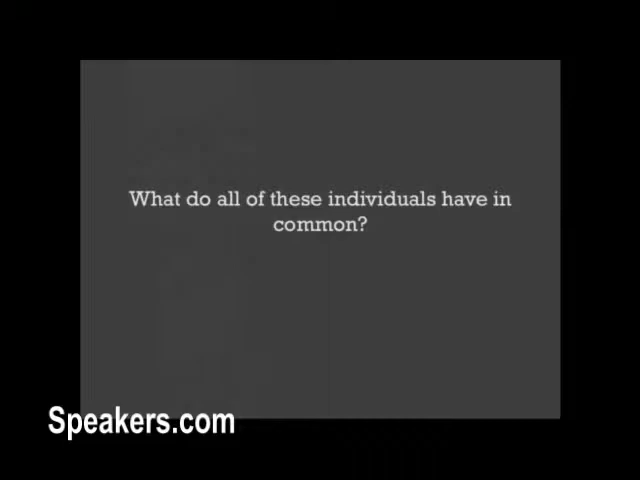 What do all of these individuals have in
common?
Speakers.com